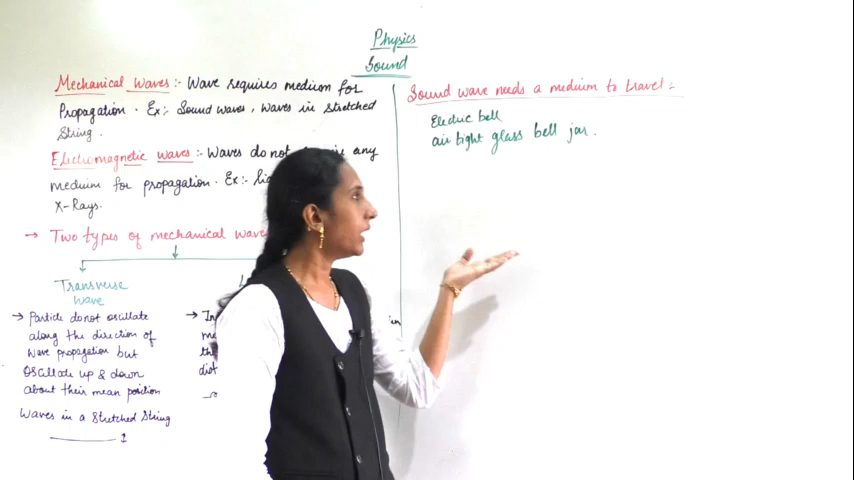 Physics
Sound
Mechanical Waves :- Wave requires medium for
Propagation. Ex:- Sound waves, waves in stretched
String.
Electromagnetic waves :- Waves do not any
medium for propagation. Ex:-
X-Rays.
→ Two types of mechanical wave
Transverse
wave
→ Particle do not oscillate
along the direction of
wave propagation but
oscillate up & down
about their mean position
Waves in a stretched String
→
Sound wave needs a medium to travel :-
Electric bell
air tight glass bell jar.